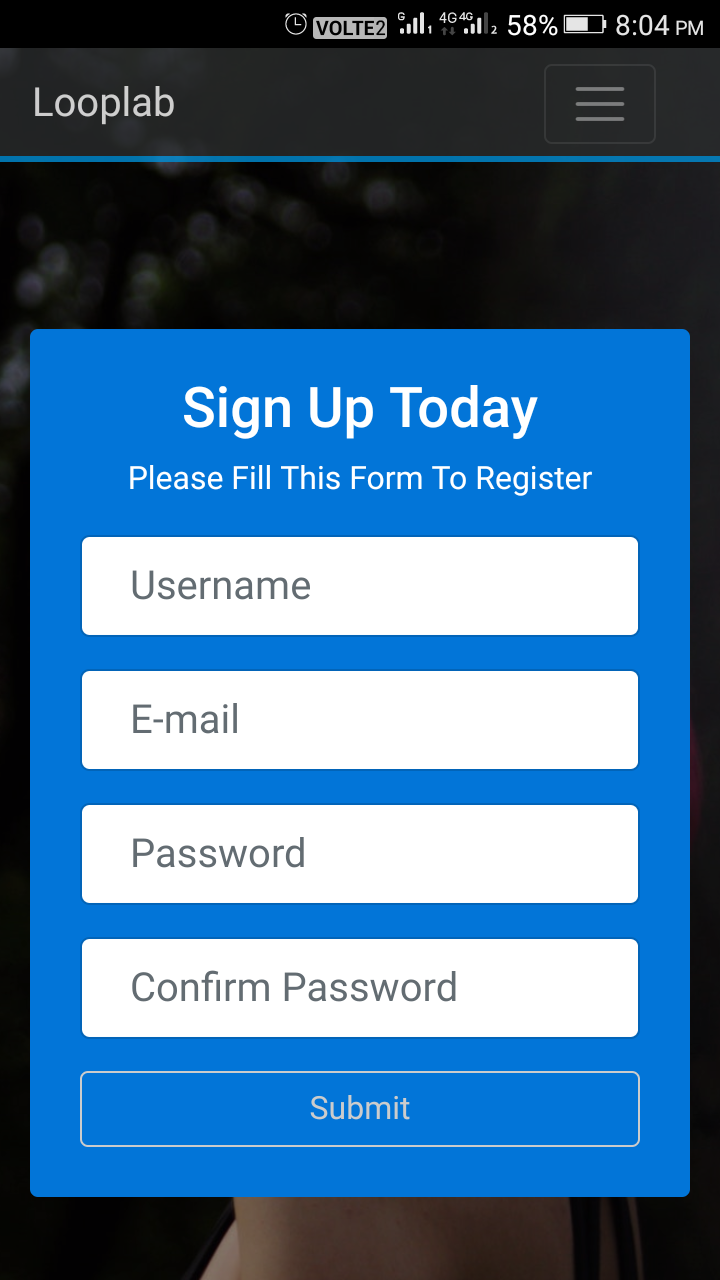 VOLTE2 G 1 4G 4G 2 58% 8:04 PM
Looplab
Sign Up Today
Please Fill This Form To Register
Username
E-mail
Password
Confirm Password
Submit